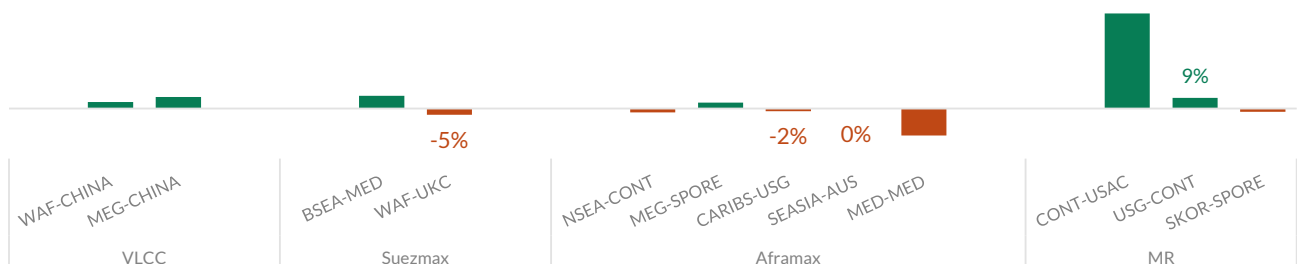 9%
-5%
-2%
0%
WAF-CHINA
MEG-CHINA
BSEA-MED
WAF-UKC
NSEA-CONT
MEG-SPORE
CARIBS-USG
SEASIA-AUS
MED-MED
CONT-USAC
USG-CONT
SKOR-SPORE
VLCC
Suezmax
Aframax
MR